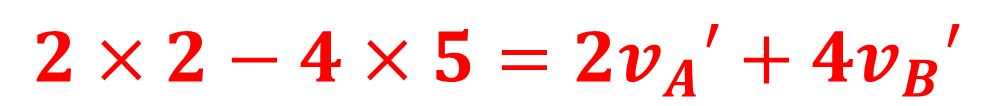 2 × 2 − 4 × 5 = 2v_A′ + 4v_B′